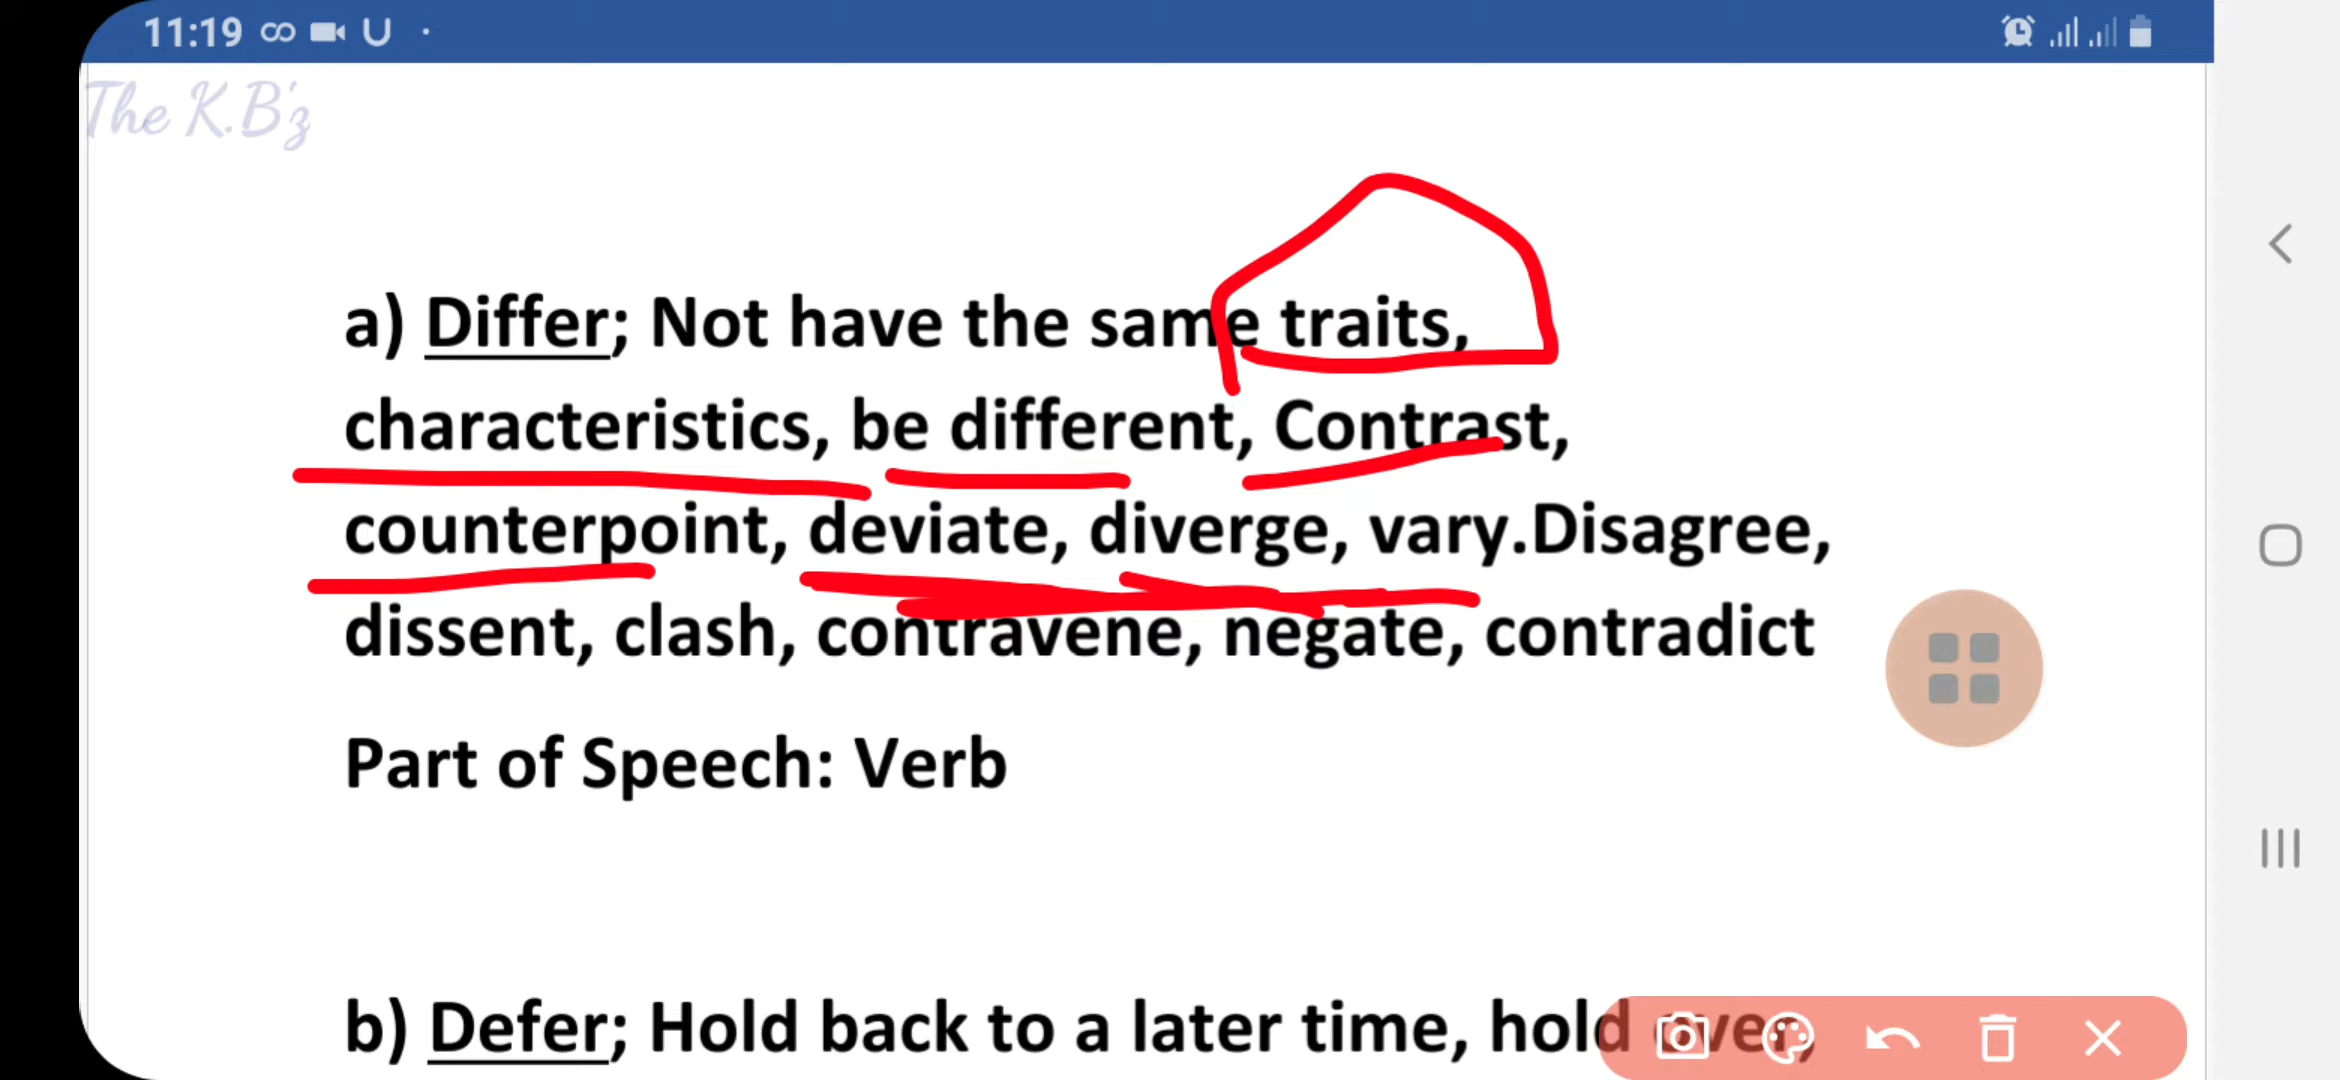 11:19
The K.B'z
a) Differ; Not have the same traits,
characteristics, be different, Contrast,
counterpoint, deviate, diverge, vary.Disagree,
dissent, clash, contravene, negate, contradict
Part of Speech: Verb
b) Defer; Hold back to a later time, hold over,